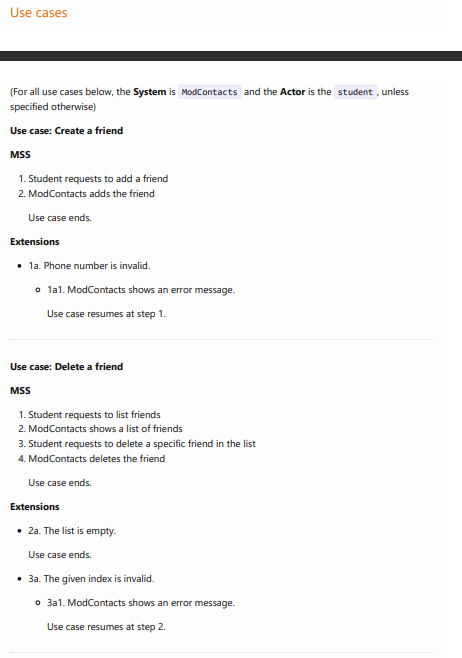 Use cases
(For all use cases below, the System is ModContacts and the Actor is the student , unless
specified otherwise)
Use case: Create a friend
MSS
1. Student requests to add a friend
2. ModContacts adds the friend
Use case ends.
Extensions
• 1a. Phone number is invalid.
◦ 1a1. ModContacts shows an error message.
Use case resumes at step 1.
Use case: Delete a friend
MSS
1. Student requests to list friends
2. ModContacts shows a list of friends
3. Student requests to delete a specific friend in the list
4. ModContacts deletes the friend
Use case ends.
Extensions
• 2a. The list is empty.
Use case ends.
• 3a. The given index is invalid.
◦ 3a1. ModContacts shows an error message.
Use case resumes at step 2.